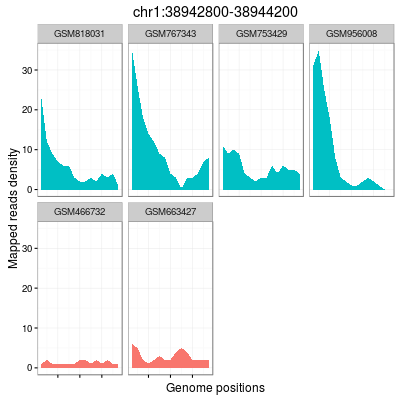 chr1:38942800-38944200
GSM818031 GSM767343 GSM753429 GSM956008
30
20
10
0
GSM466732 GSM663427
30
20
10
0
Mapped reads density
Genome positions